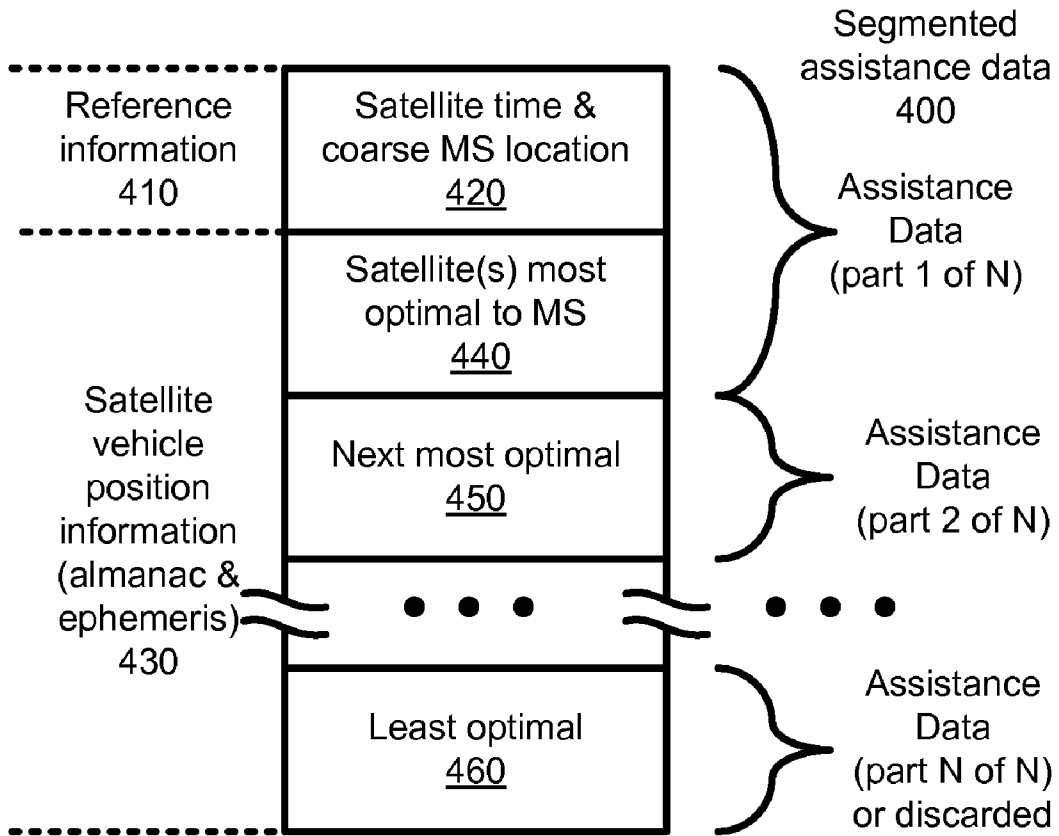 Segmented
assistance data
400
Reference
information
410
Satellite time &
coarse MS location
420
Assistance
Data
(part 1 of N)
Satellite(s) most
optimal to MS
440
Satellite
vehicle
position
information
(almanac &
ephemeris)
430
Next most optimal
450
Assistance
Data
(part 2 of N)
Least optimal
460
Assistance
Data
(part N of N)
or discarded